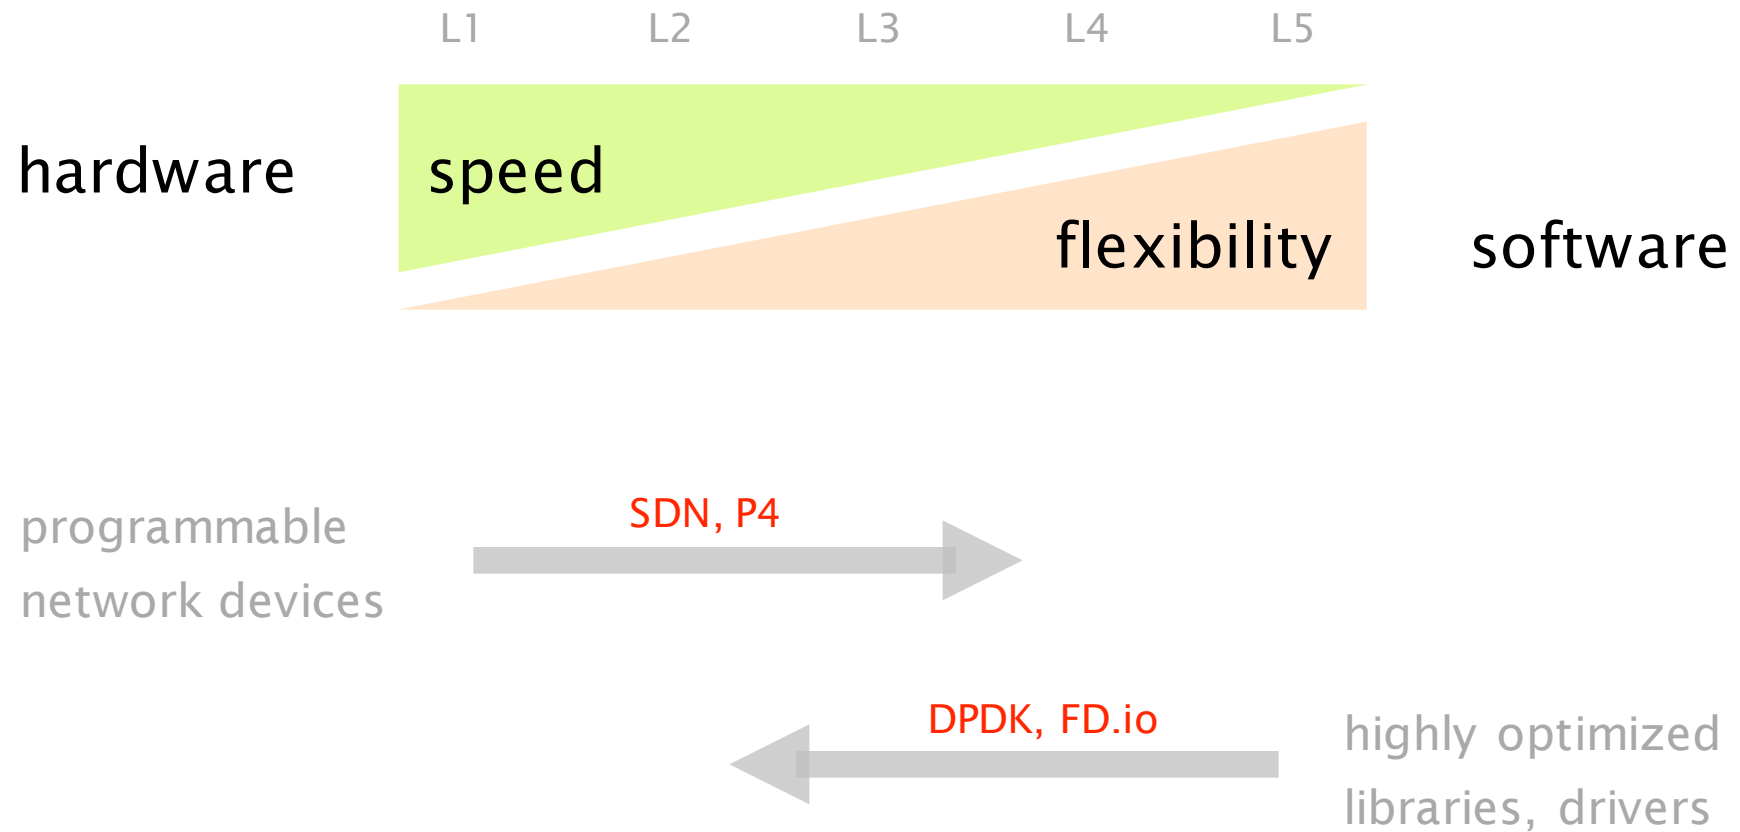 L1 L2 L3 L4 L5
hardware speed
flexibility software
programmable
network devices
SDN, P4
DPDK, FD.io
highly optimized
libraries, drivers